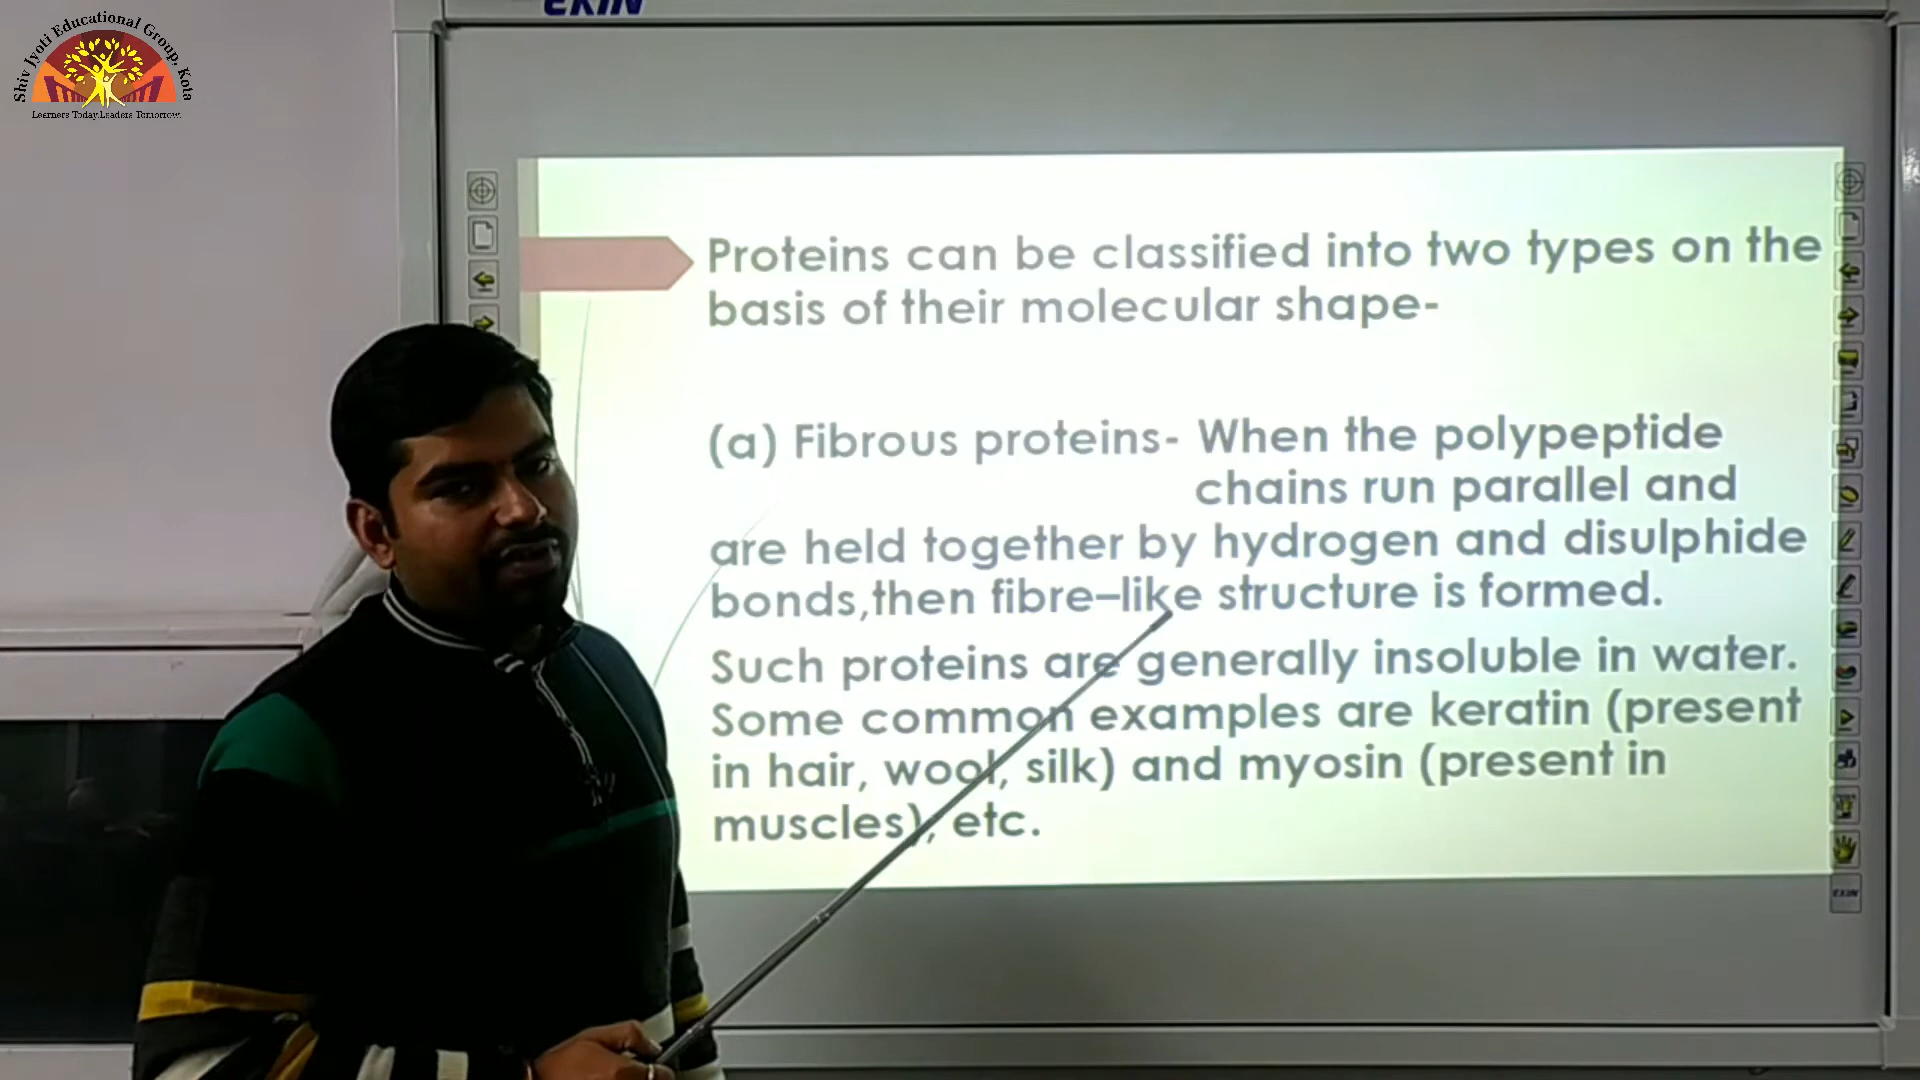 EKIN
Shiv Jyoti Educational Group, Kota
Learners Today.Leaders Tomorrow.
Proteins can be classified into two types on the
basis of their molecular shape-
(a) Fibrous proteins- When the polypeptide
chains run parallel and
are held together by hydrogen and disulphide
bonds,then fibre–like structure is formed.
Such proteins are generally insoluble in water.
Some common examples are keratin (present
in hair, wool, silk) and myosin (present in
muscles), etc.
EKIN